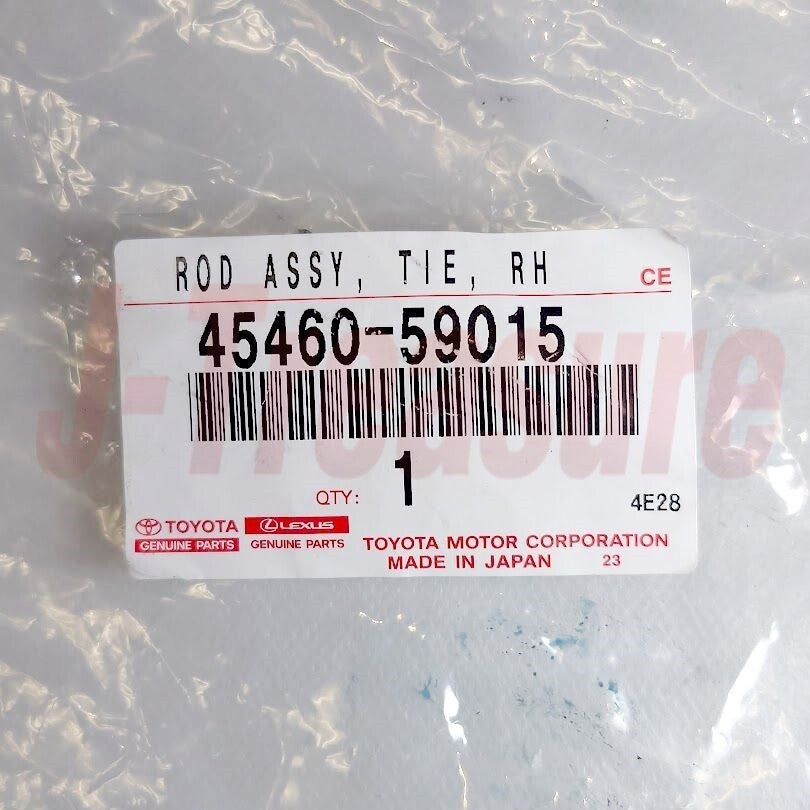 ROD ASSY, TIE, RH
CE
45460-59015
J-Treasure
QTY: 1
4E28
TOYOTA LEXUS
GENUINE PARTS GENUINE PARTS
TOYOTA MOTOR CORPORATION
MADE IN JAPAN 23